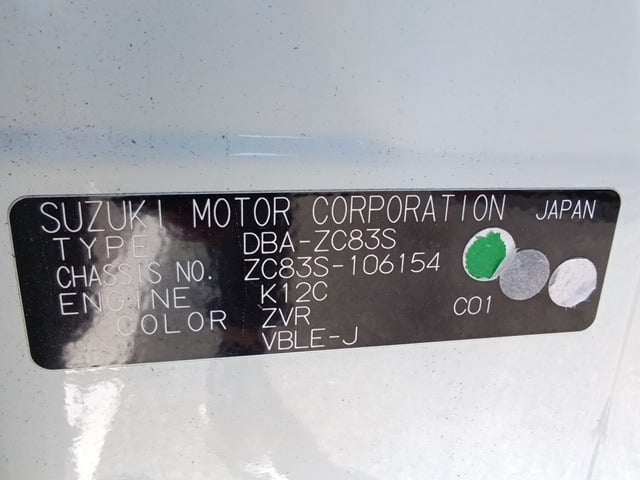 SUZUKI MOTOR CORPORATION JAPAN
TYPE DBA-ZC83S
CHASSIS NO. ZC83S-106154
ENGINE K12C
COLOR ZVR C01
VBLE-J